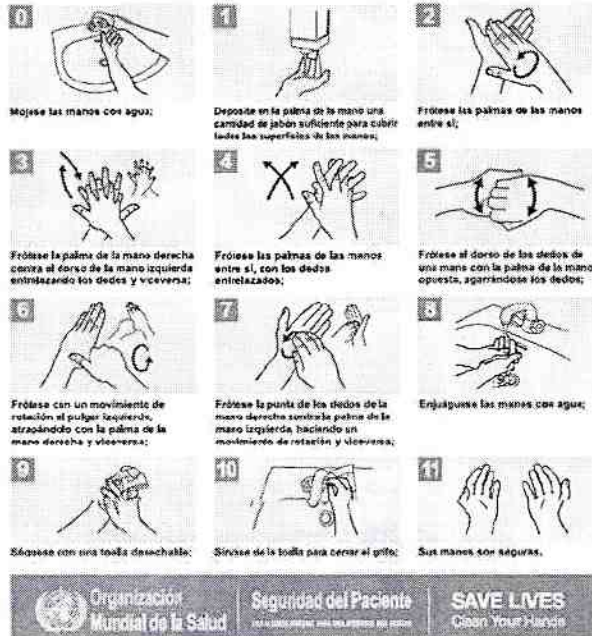 0
1
2
Mójese las manos con agua;
Deposite en la palma de la mano una
cantidad de jabón suficiente para cubrir
todas las superficies de las manos;
Frótese las palmas de las manos
entre sí;
3
4
5
Frótese la palma de la mano derecha
contra el dorso de la mano izquierda
entrelazando los dedos y viceversa;
Frótese las palmas de las manos
entre sí, con los dedos
entrelazados;
Frótese el dorso de los dedos de
una mano con la palma de la mano
opuesta, agarrándose los dedos;
6
7
8
Frótese con un movimiento de
rotación el pulgar izquierdo,
atrapándolo con la palma de la
mano derecha y viceversa;
Frótese la punta de los dedos de la
mano derecha contra la palma de la
mano izquierda, haciendo un
movimiento de rotación y viceversa;
Enjuáguese las manos con agua;
9
10
11
Séquese con una toalla desechable;
Sírvase de la toalla para cerrar el grifo;
Sus manos son seguras.
Organización
Mundial de la Salud
Seguridad del Paciente
SAVE LIVES
Clean Your Hands